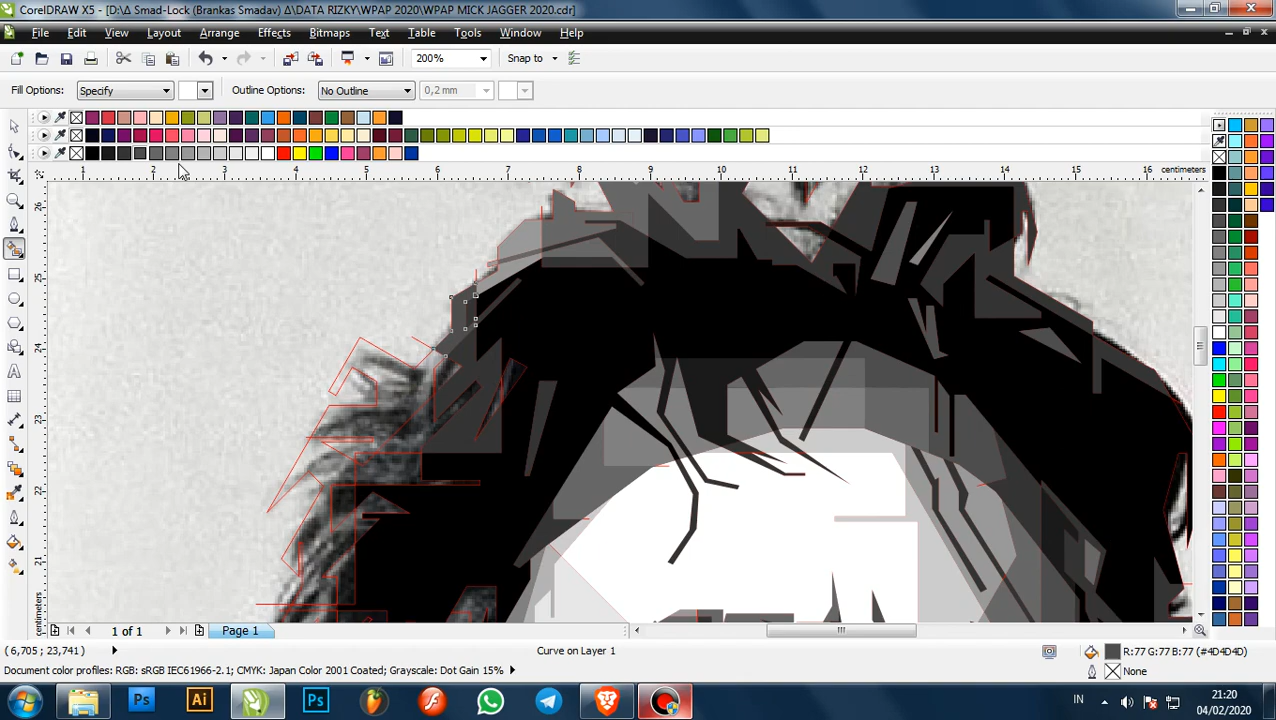 CorelDRAW X5 - [D:\Δ Smad-Lock (Brankas Smadav) Δ\DATA RIZKY\WPAP 2020\WPAP MICK JAGGER 2020.cdr]
File Edit View Layout Arrange Effects Bitmaps Text Table Tools Window Help
200% Snap to
Fill Options: Specify Outline Options: No Outline 0,2 mm
1 2 3 4 5 6 7 8 9 10 11 12 13 14 15 16 centimeters
26
25
24
23
22
21
centimeters
1 of 1 Page 1
( 6,705 ; 23,741 ) Curve on Layer 1 R:77 G:77 B:77 (#4D4D4D)
Document color profiles: RGB: sRGB IEC61966-2.1; CMYK: Japan Color 2001 Coated; Grayscale: Dot Gain 15% None
Ps Ai Ps IN 21:20
04/02/2020